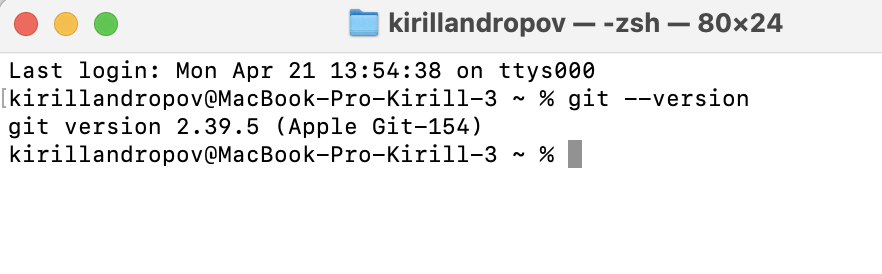 kirillandropov — -zsh — 80×24
Last login: Mon Apr 21 13:54:38 on ttys000
[kirillandropov@MacBook-Pro-Kirill-3 ~ % git --version
git version 2.39.5 (Apple Git-154)
kirillandropov@MacBook-Pro-Kirill-3 ~ %